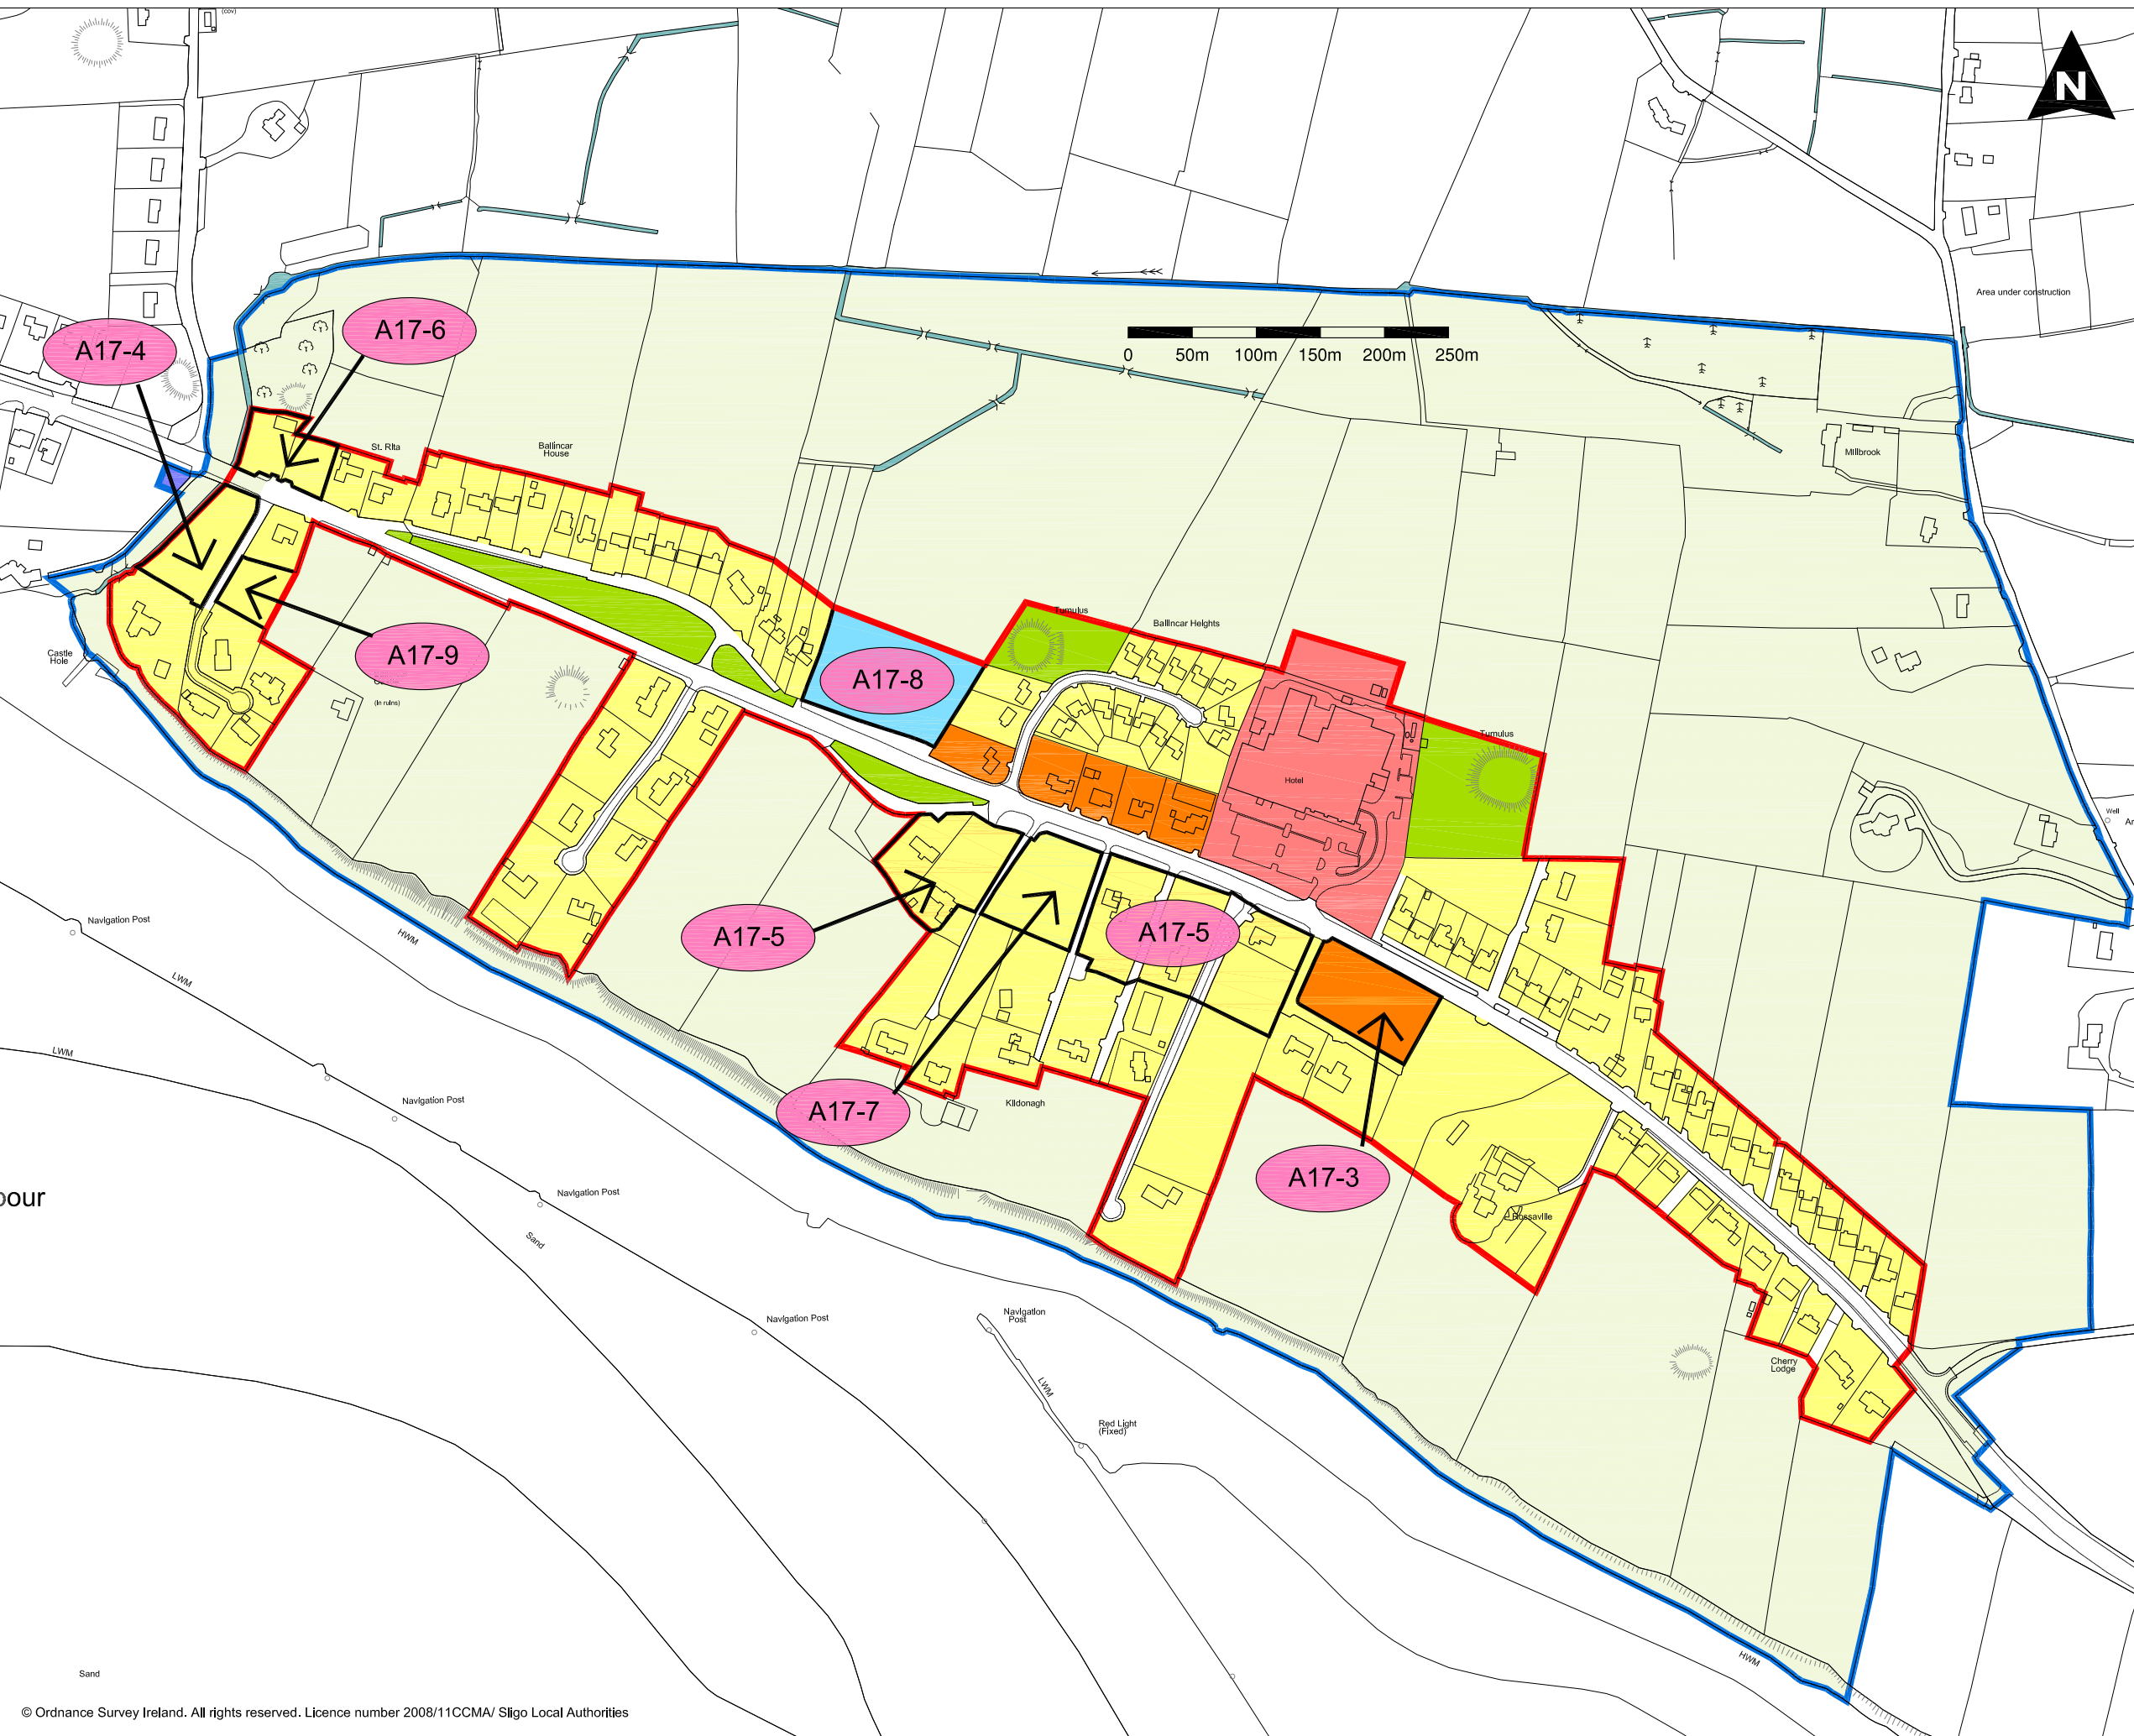 (cov)
N
Area under construction
A17-6
A17-4
0 50m 100m 150m 200m 250m
St. Rita
Ballincar
House
Millbrook
Tumulus
Ballincar Heights
A17-9
Castle
Hole
(In ruins)
A17-8
Tumulus
Hotel
Well
Navigation Post
HWM
A17-5
A17-5
LWM
LWM
Navigation Post
A17-7
Kildonagh
A17-3
Navigation Post
Rossaville
our
Sand
Navigation Post
Navigation
Post
Cherry
Lodge
LWM
Red Light
(Fixed)
HWM
Sand
© Ordnance Survey Ireland. All rights reserved. Licence number 2008/11CCMA/ Sligo Local Authorities